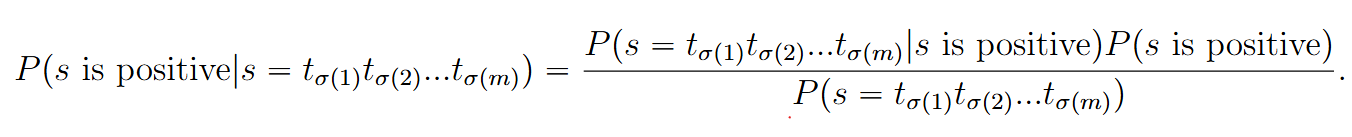 P(s is positive|s = t_{σ(1)}t_{σ(2)}...t_{σ(m)}) = \frac{P(s = t_{σ(1)}t_{σ(2)}...t_{σ(m)}|s is positive)P(s is positive)}{P(s = t_{σ(1)}t_{σ(2)}...t_{σ(m)})}.